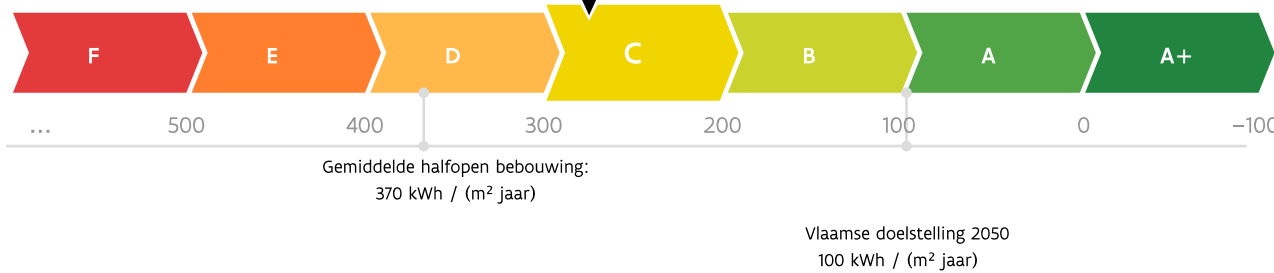 F E D C B A A+
... 500 400 300 200 100 0 −100
Gemiddelde halfopen bebouwing:
370 kWh / (m² jaar)
Vlaamse doelstelling 2050
100 kWh / (m² jaar)